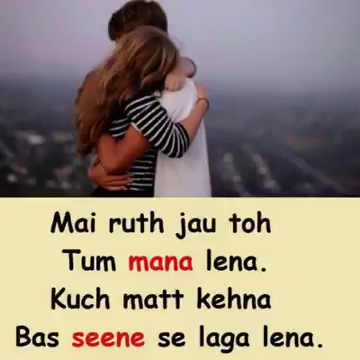 Mai ruth jau toh
Tum mana lena.
Kuch matt kehna
Bas seene se laga lena.